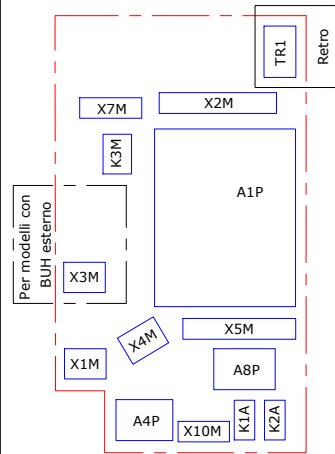 TR1
Retro
X7M
X2M
K3M
A1P
Per modelli con
BUH esterno
X3M
X5M
X4M
X1M
A8P
A4P
X10M
K1A
K2A